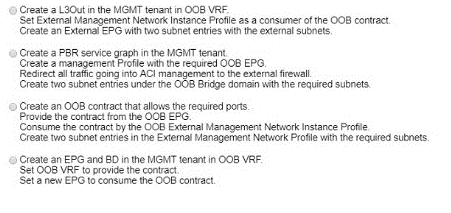 Create a L3Out in the MGMT tenant in OOB VRF.
Set External Management Network Instance Profile as a consumer of the OOB contract.
Create an External EPG with two subnet entries with the external subnets.
Create a PBR service graph in the MGMT tenant.
Create a management Profile with the required OOB EPG.
Redirect all traffic going into ACI management to the external firewall.
Create two subnet entries under the OOB Bridge domain with the required subnets.
Create an OOB contract that allows the required ports.
Provide the contract from the OOB EPG.
Consume the contract by the OOB External Management Network Instance Profile.
Create two subnet entries in the External Management Network Profile with the required subnets.
Create an EPG and BD in the MGMT tenant in OOB VRF.
Set OOB VRF to provide the contract.
Set a new EPG to consume the OOB contract.